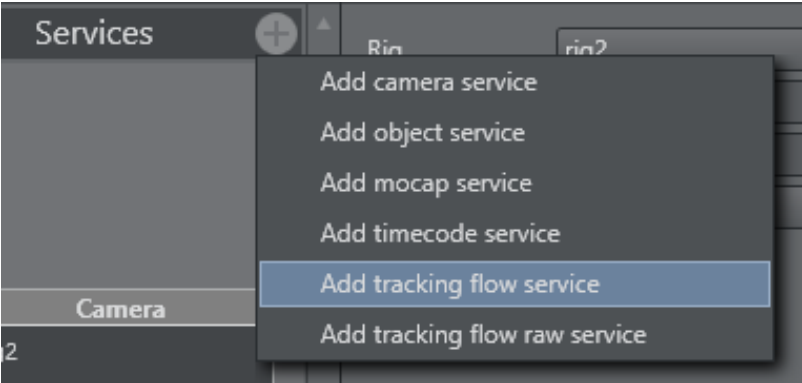 Services
Rig rig2
Add camera service
Add object service
Add mocap service
Add timecode service
Add tracking flow service
Camera
Add tracking flow raw service